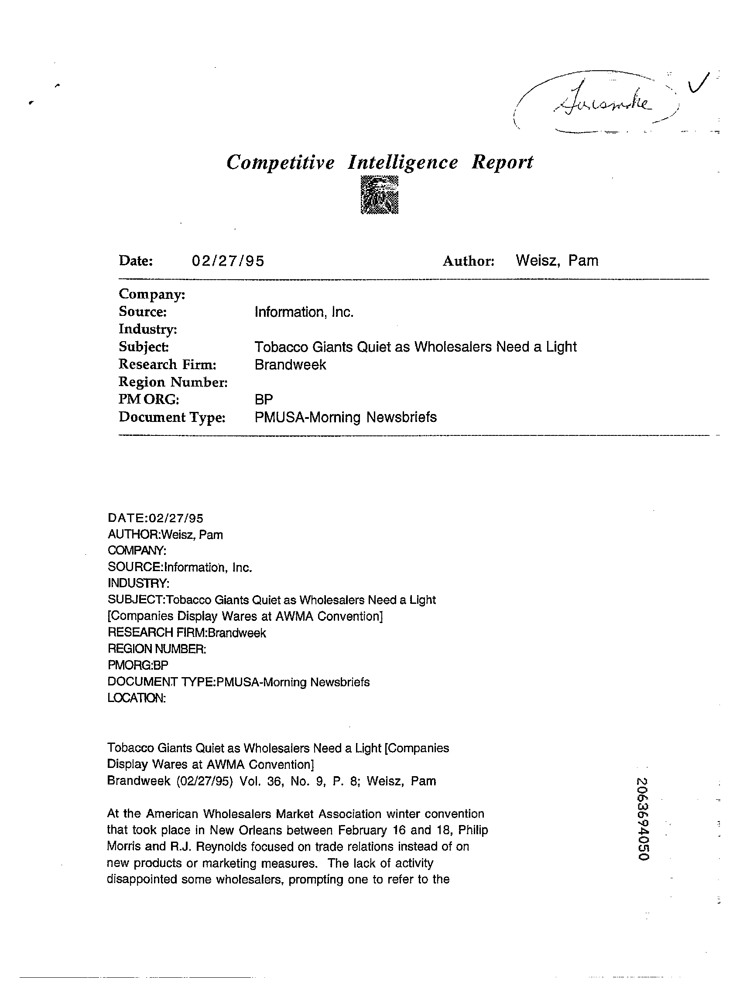 Competitive Intelligence Report
Date: 02/27/95 Author: Weisz, Pam
Company:
Source: Information, Inc.
Industry:
Subject: Tobacco Giants Quiet as Wholesalers Need a Light
Research Firm: Brandweek
Region Number:
PM ORG: BP
Document Type: PMUSA-Morning Newsbriefs
DATE:02/27/95
AUTHOR:Weisz, Pam
COMPANY:
SOURCE:Information, Inc.
INDUSTRY:
SUBJECT:Tobacco Giants Quiet as Wholesalers Need a Light
[Companies Display Wares at AWMA Convention]
RESEARCH FIRM:Brandweek
REGION NUMBER:
PMORG:BP
DOCUMENT TYPE:PMUSA-Morning Newsbriefs
LOCATION:
Tobacco Giants Quiet as Wholesalers Need a Light [Companies
Display Wares at AWMA Convention]
Brandweek (02/27/95) Vol. 36, No. 9, P. 8; Weisz, Pam
At the American Wholesalers Market Association winter convention
that took place in New Orleans between February 16 and 18, Philip
Morris and R.J. Reynolds focused on trade relations instead of on
new products or marketing measures. The lack of activity
disappointed some wholesalers, prompting one to refer to the
2063694050